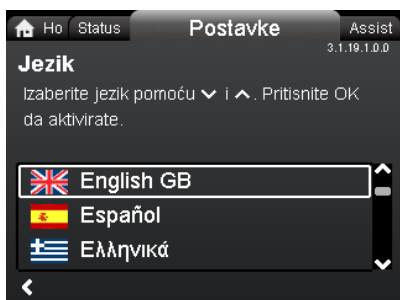 Ho Status Postavke Assist
3.1.19.1.0.0
Jezik
Izaberite jezik pomoću i . Pritisnite OK
da aktivirate.
English GB
Español
Ελληνικά